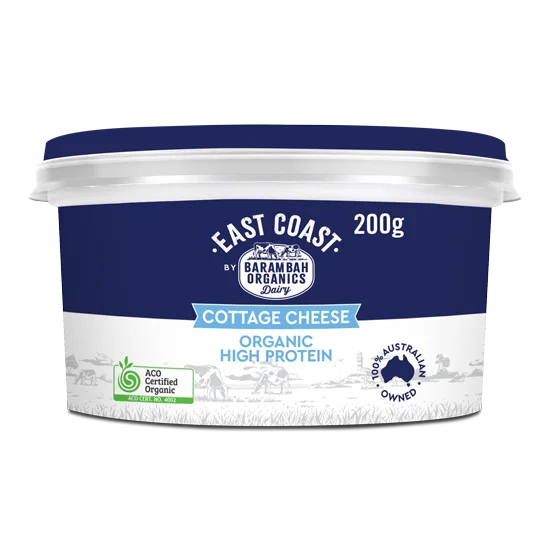 ·EAST COAST·
200g
BY BARAMBAH
ORGANICS
Dairy
COTTAGE CHEESE
ORGANIC
HIGH PROTEIN
ACO
Certified
Organic
ACO CERT. NO. 4002
100% AUSTRALIAN
OWNED